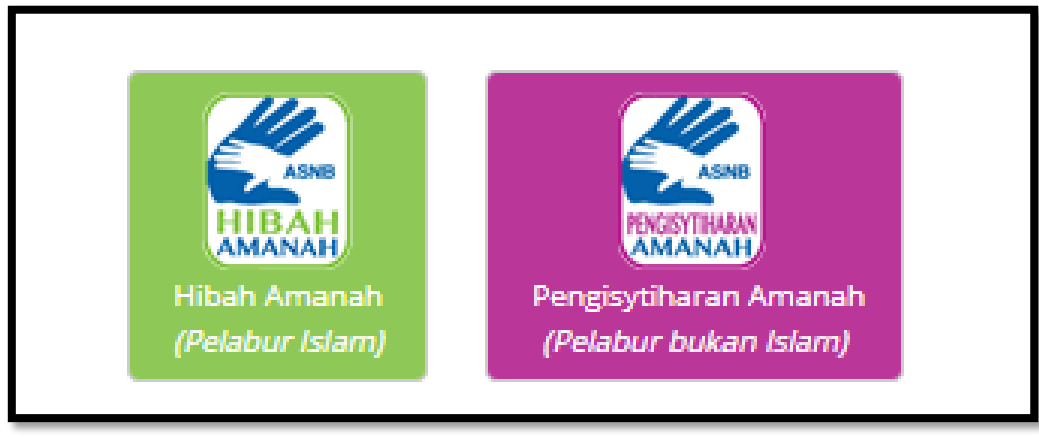 ASNB
HIBAH
AMANAH
Hibah Amanah
(Pelabur Islam)
ASNB
PENGISYTIHARAN
AMANAH
Pengisytiharan Amanah
(Pelabur bukan Islam)